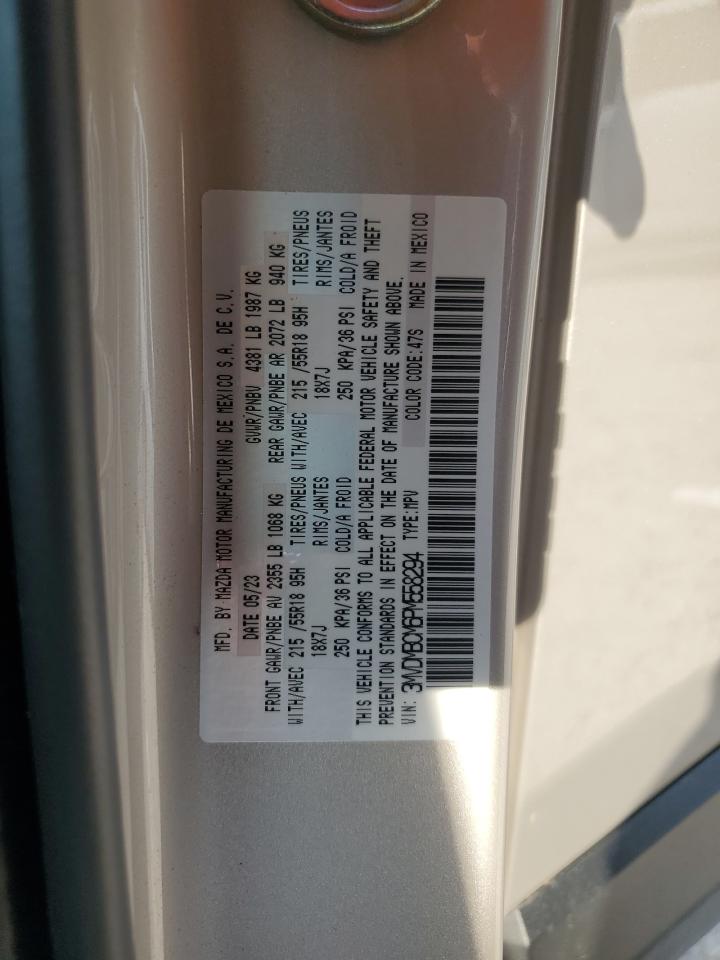 MFD. BY MAZDA MOTOR MANUFACTURING DE MEXICO S.A. DE C.V.
DATE 05/23 GVWR/PNBV 4381 LB 1987 KG
FRONT GAWR/PNBE AV 2355 LB 1068 KG REAR GAWR/PNBE AR 2072 LB 940 KG
WITH/AVEC 215 /55R18 95H TIRES/PNEUS WITH/AVEC 215 /55R18 95H TIRES/PNEUS
18X7J RIMS/JANTES 18X7J RIMS/JANTES
250 KPA/36 PSI COLD/A FROID 250 KPA/36 PSI COLD/A FROID
THIS VEHICLE CONFORMS TO ALL APPLICABLE FEDERAL MOTOR VEHICLE SAFETY AND THEFT
PREVENTION STANDARDS IN EFFECT ON THE DATE OF MANUFACTURE SHOWN ABOVE.
VIN: 3MVDMBCM6PM558294 TYPE:MPV COLOR CODE:47S MADE IN MEXICO